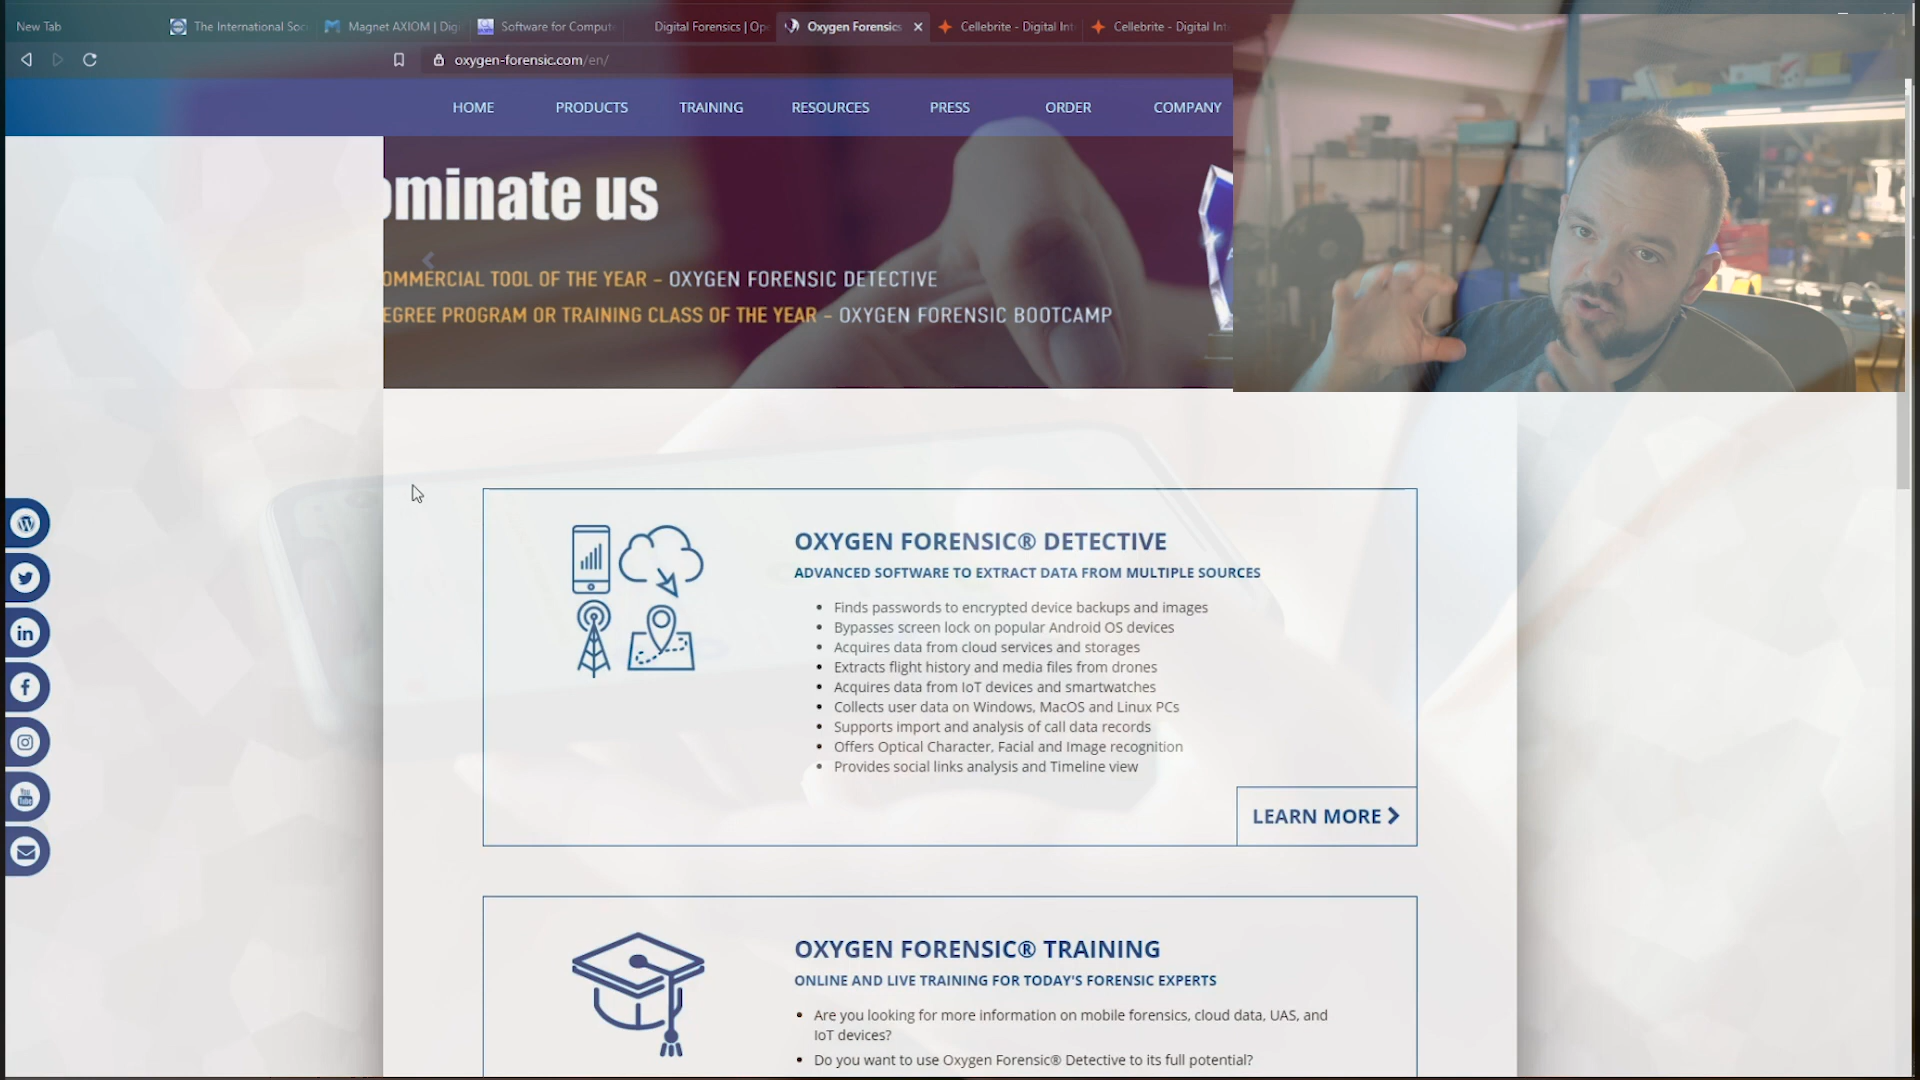 New Tab
The International Soc
Magnet AXIOM | Dig
Software for Compute
Digital Forensics | Ope
Oxygen Forensics
Cellebrite - Digital Int
Cellebrite - Digital Int
oxygen-forensic.com/en/
HOME
PRODUCTS
TRAINING
RESOURCES
PRESS
ORDER
COMPANY
ominate us
OMMERCIAL TOOL OF THE YEAR – OXYGEN FORENSIC DETECTIVE
EGREE PROGRAM OR TRAINING CLASS OF THE YEAR – OXYGEN FORENSIC BOOTCAMP
OXYGEN FORENSIC® DETECTIVE
ADVANCED SOFTWARE TO EXTRACT DATA FROM MULTIPLE SOURCES
• Finds passwords to encrypted device backups and images
• Bypasses screen lock on popular Android OS devices
• Acquires data from cloud services and storages
• Extracts flight history and media files from drones
• Acquires data from IoT devices and smartwatches
• Collects user data on Windows, MacOS and Linux PCs
• Supports import and analysis of call data records
• Offers Optical Character, Facial and Image recognition
• Provides social links analysis and Timeline view
LEARN MORE
OXYGEN FORENSIC® TRAINING
ONLINE AND LIVE TRAINING FOR TODAY'S FORENSIC EXPERTS
• Are you looking for more information on mobile forensics, cloud data, UAS, and
IoT devices?
• Do you want to use Oxygen Forensic® Detective to its full potential?